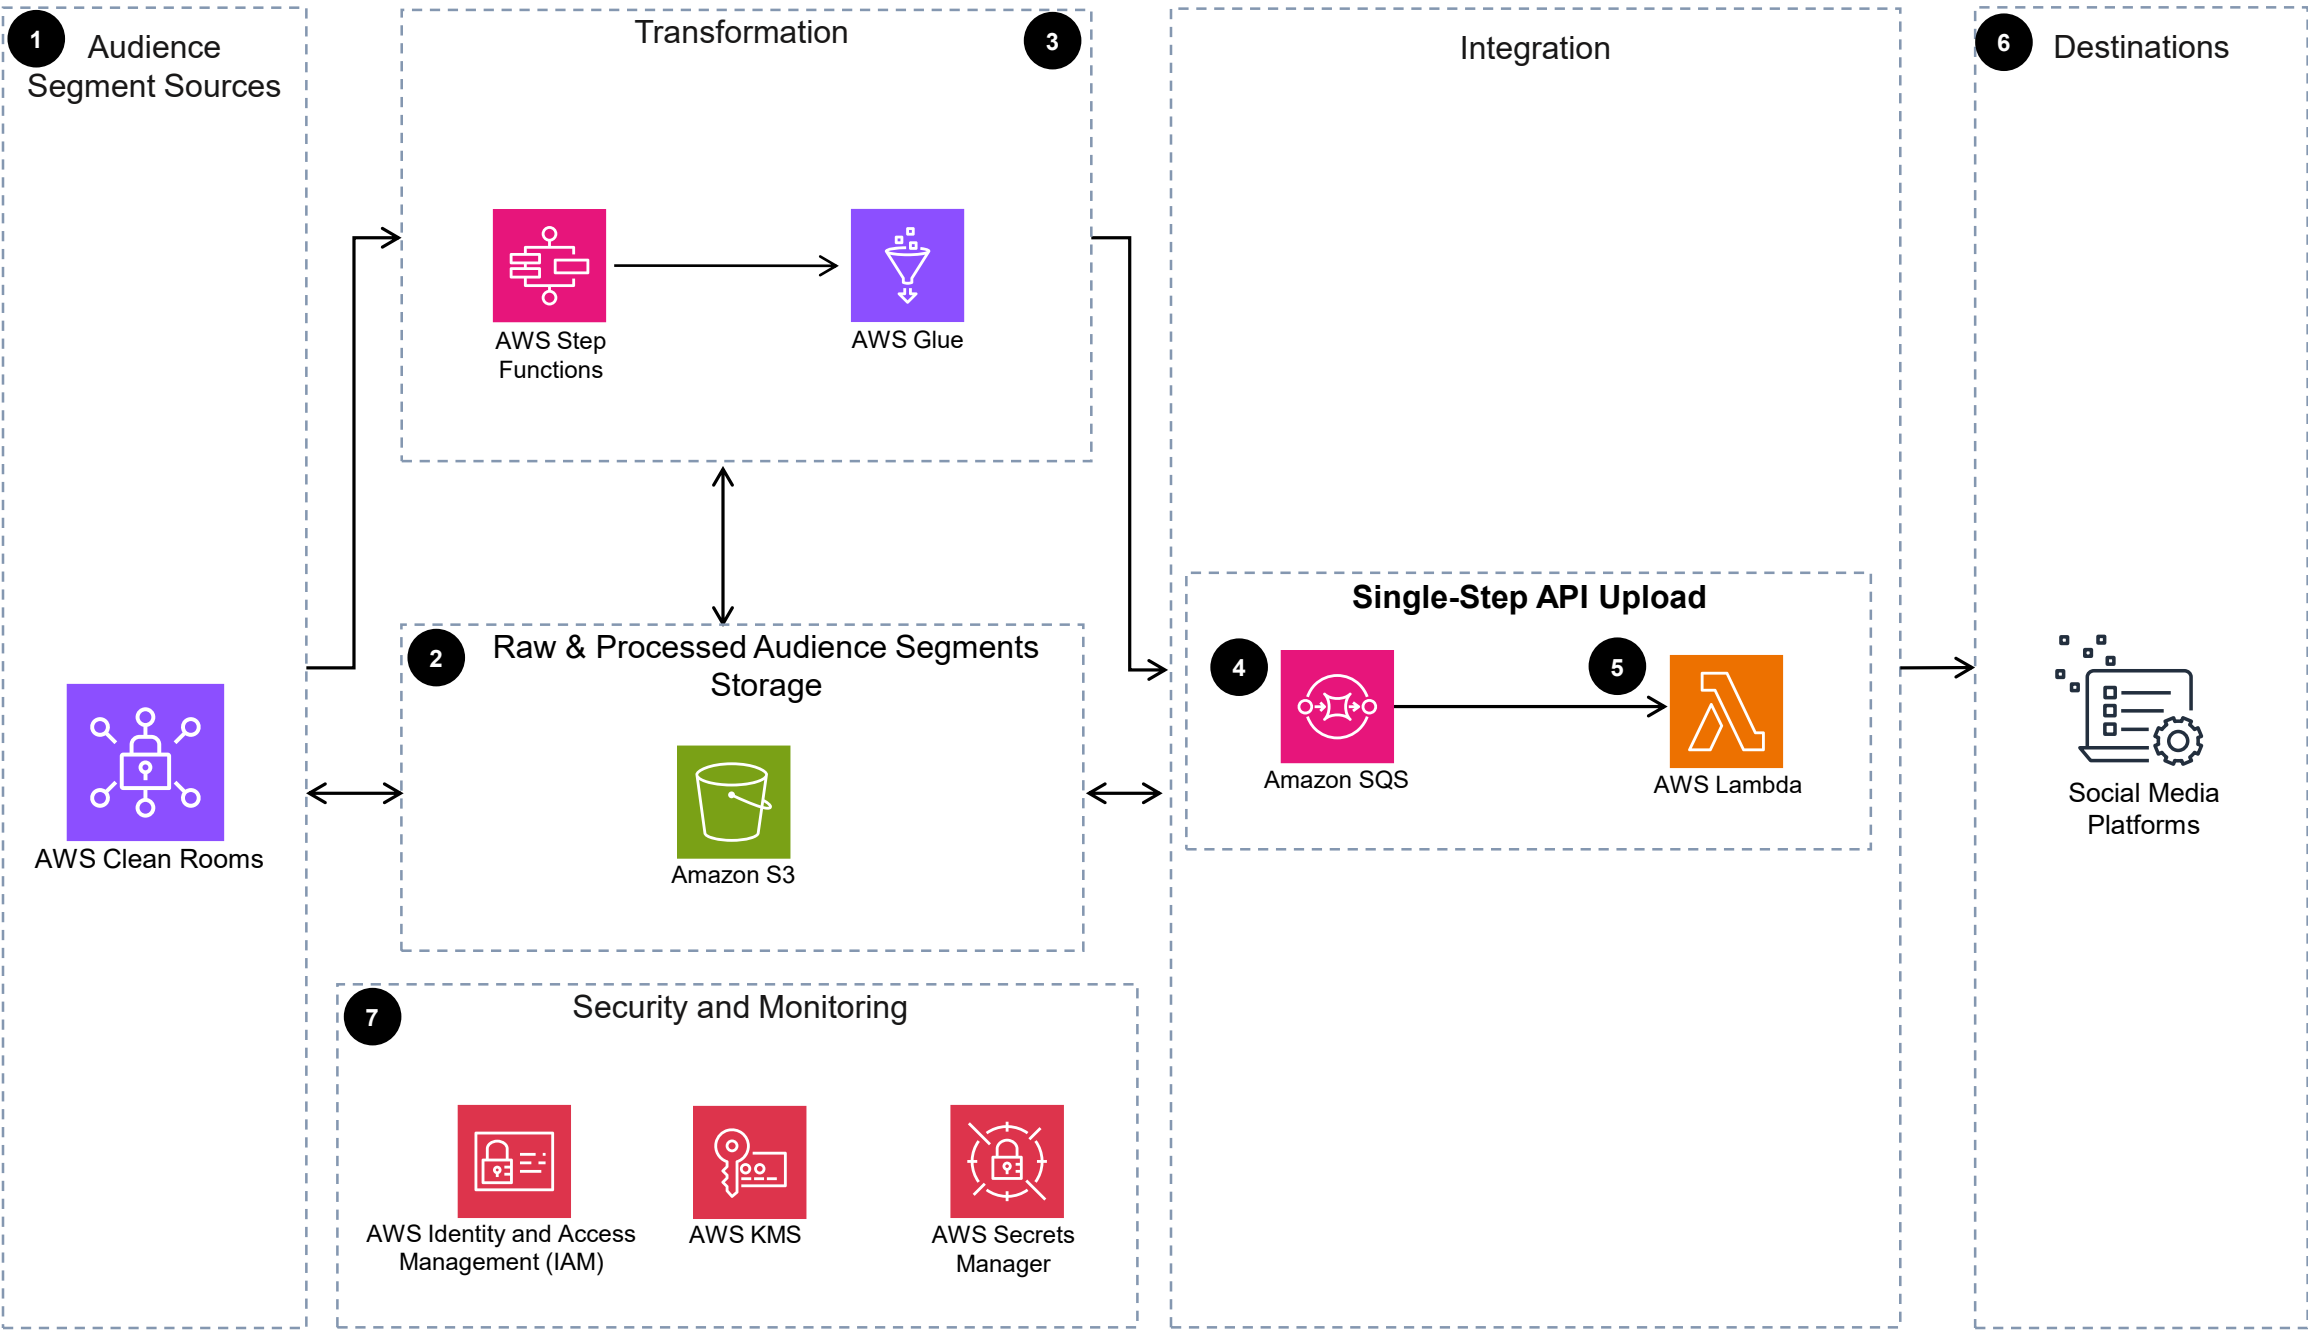 1
Audience
Segment Sources
AWS Clean Rooms
Transformation
3
AWS Step
Functions
AWS Glue
2
Raw & Processed Audience Segments
Storage
Amazon S3
7
Security and Monitoring
AWS Identity and Access
Management (IAM)
AWS KMS
AWS Secrets
Manager
Integration
Single-Step API Upload
4
Amazon SQS
5
AWS Lambda
6
Destinations
Social Media
Platforms